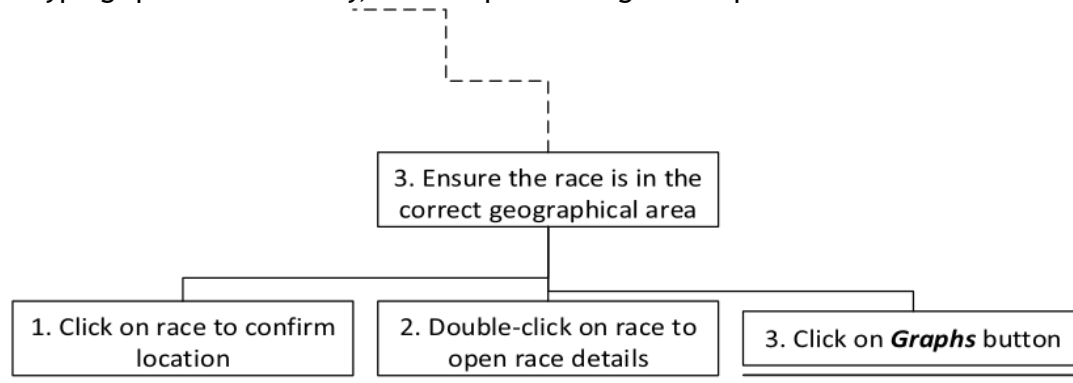 3. Ensure the race is in the
correct geographical area
1. Click on race to confirm
location
2. Double-click on race to
open race details
3. Click on Graphs button